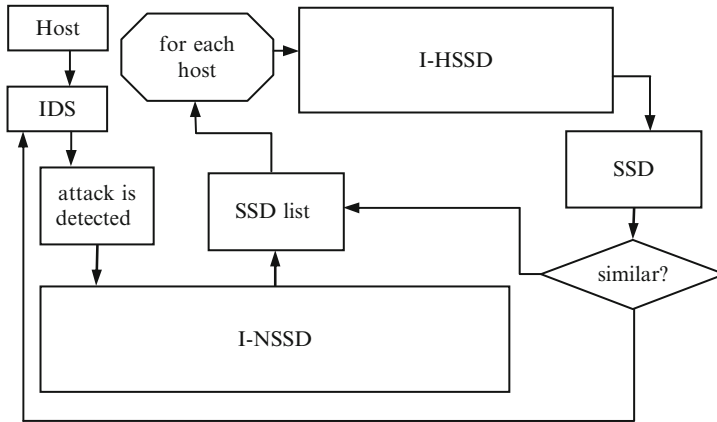 Host
for each
host
I-HSSD
IDS
SSD
attack is
detected
SSD list
similar?
I-NSSD